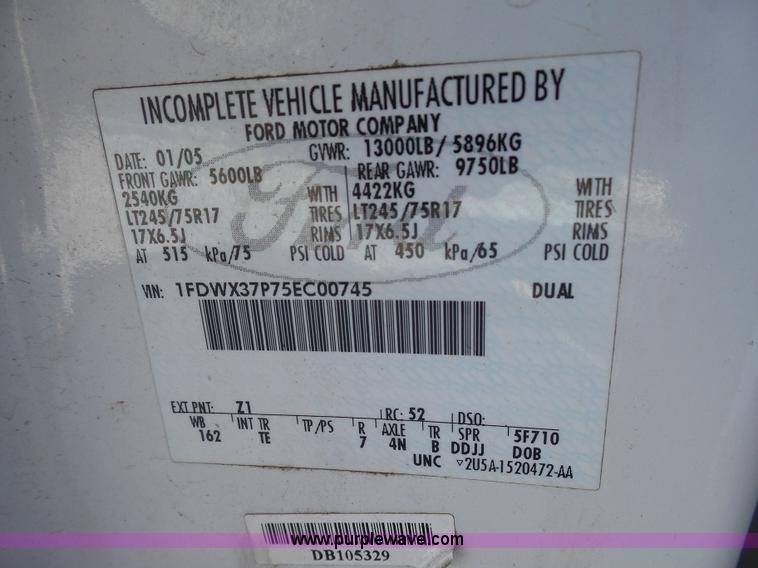 INCOMPLETE VEHICLE MANUFACTURED BY
FORD MOTOR COMPANY
DATE: 01/05 GVWR: 13000LB/ 5896KG
FRONT GAWR: 5600LB REAR GAWR: 9750LB
2540KG WITH 4422KG WITH
LT245/75R17 TIRES LT245/75R17 TIRES
17X6.5J RIMS 17X6.5J RIMS
AT 515 kPa/75 PSI COLD AT 450 kPa/65 PSI COLD
VIN: 1FDWX37P75EC00745 DUAL
Ford
EXT PNT: Z1 RC: 52 DSO:
WB INT TR TP/PS R AXLE TR SPR 5F710
162 TE 7 4N B DDJJ DOB
UNC ▽2U5A-1520472-AA
www.purplewave.com
DB105329